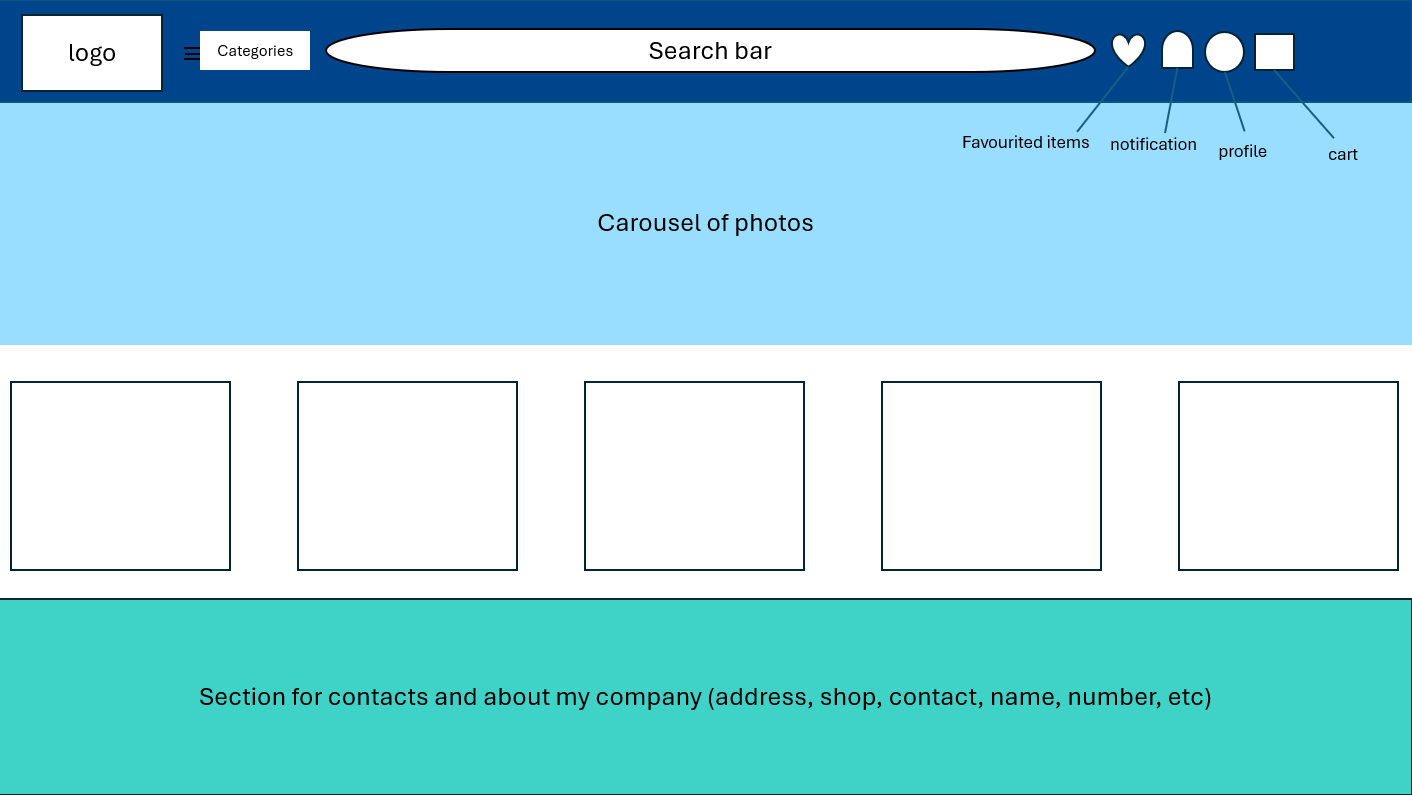 logo
Categories
Search bar
Favourited items
notification
profile
cart
Carousel of photos
Section for contacts and about my company (address, shop, contact, name, number, etc)